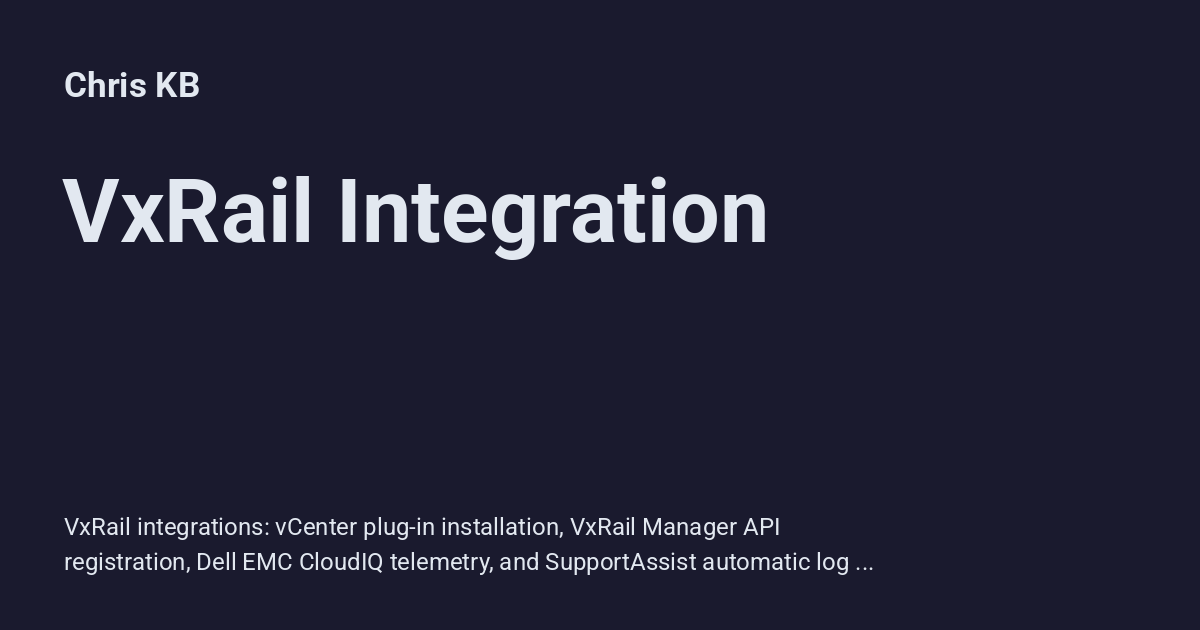 Chris KB
VxRail Integration
VxRail integrations: vCenter plug-in installation, VxRail Manager API
registration, Dell EMC CloudIQ telemetry, and SupportAssist automatic log ...